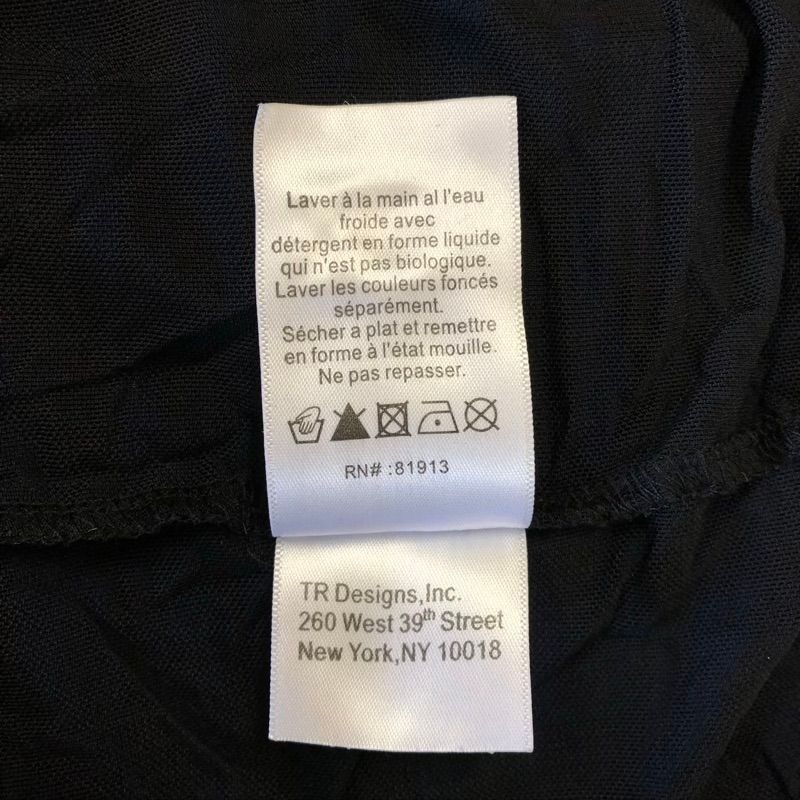 Laver à la main al l'eau
froide avec
détergent en forme liquide
qui n'est pas biologique.
Laver les couleurs foncés
séparément.
Sécher a plat et remettre
en forme à l'état mouille.
Ne pas repasser.
RN# :81913
TR Designs,Inc.
260 West 39th Street
New York,NY 10018